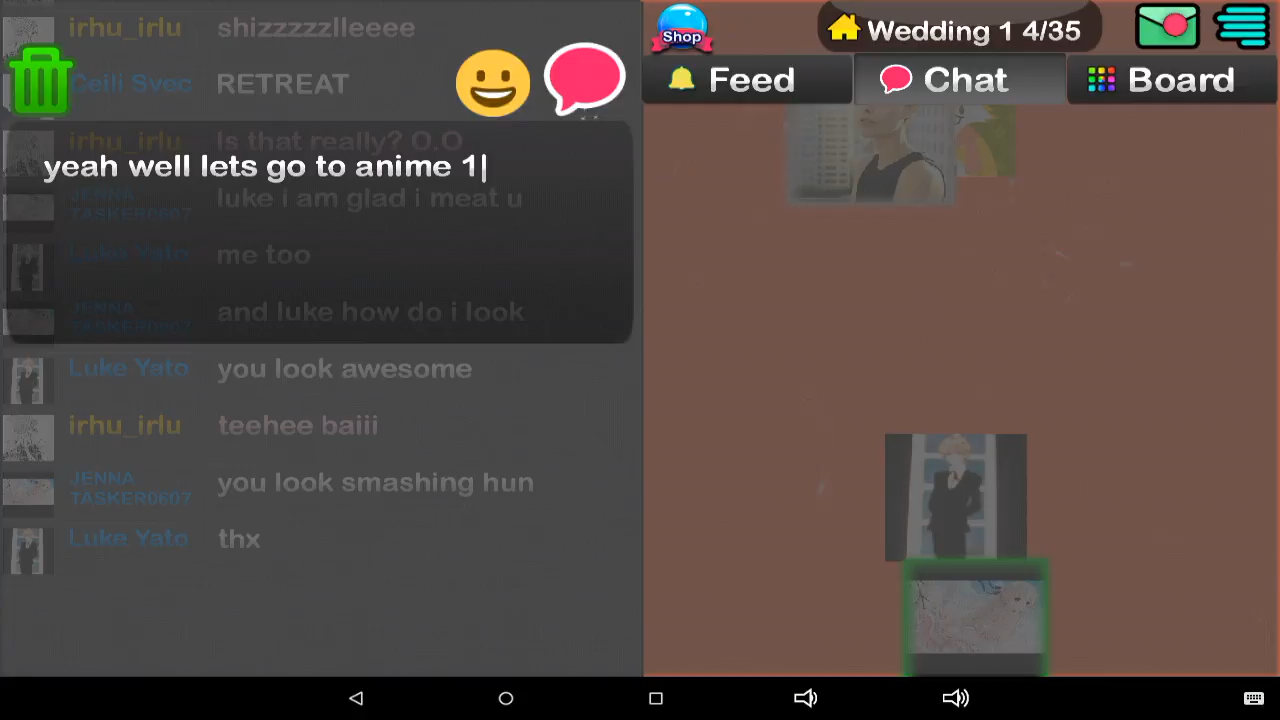 irhu_irlu shizzzzzlleeee
Ceili Svec RETREAT
irhu_irlu Is that really? O.O
yeah well lets go to anime 1
JENNA
TASKER0607 luke i am glad i meat u
Luke Yato me too
JENNA
TASKER0607 and luke how do i look
Luke Yato you look awesome
irhu_irlu teehee baiii
JENNA
TASKER0607 you look smashing hun
Luke Yato thx
Shop
Wedding 1 4/35
Feed Chat Board